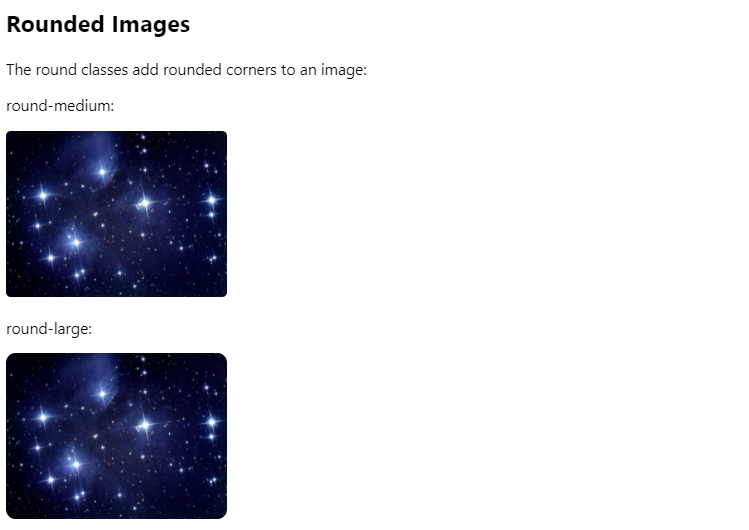 Rounded Images
The round classes add rounded corners to an image:
round-medium:
round-large: